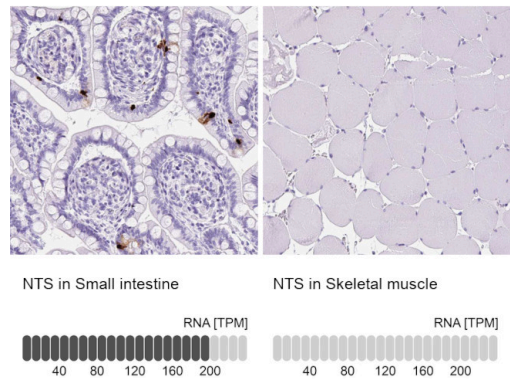 NTS in Small intestine
NTS in Skeletal muscle
RNA [TPM]
RNA [TPM]
40 80 120 160 200
40 80 120 160 200